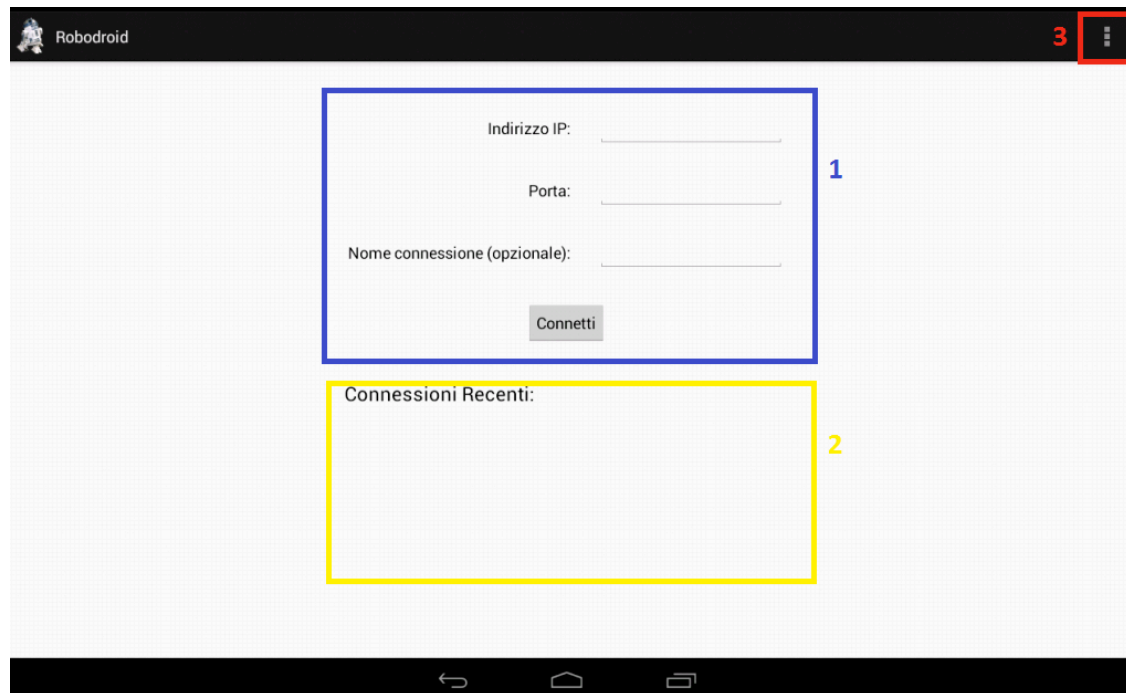 Robodroid
3
Indirizzo IP:
1
Porta:
Nome connessione (opzionale):
Connetti
Connessioni Recenti:
2